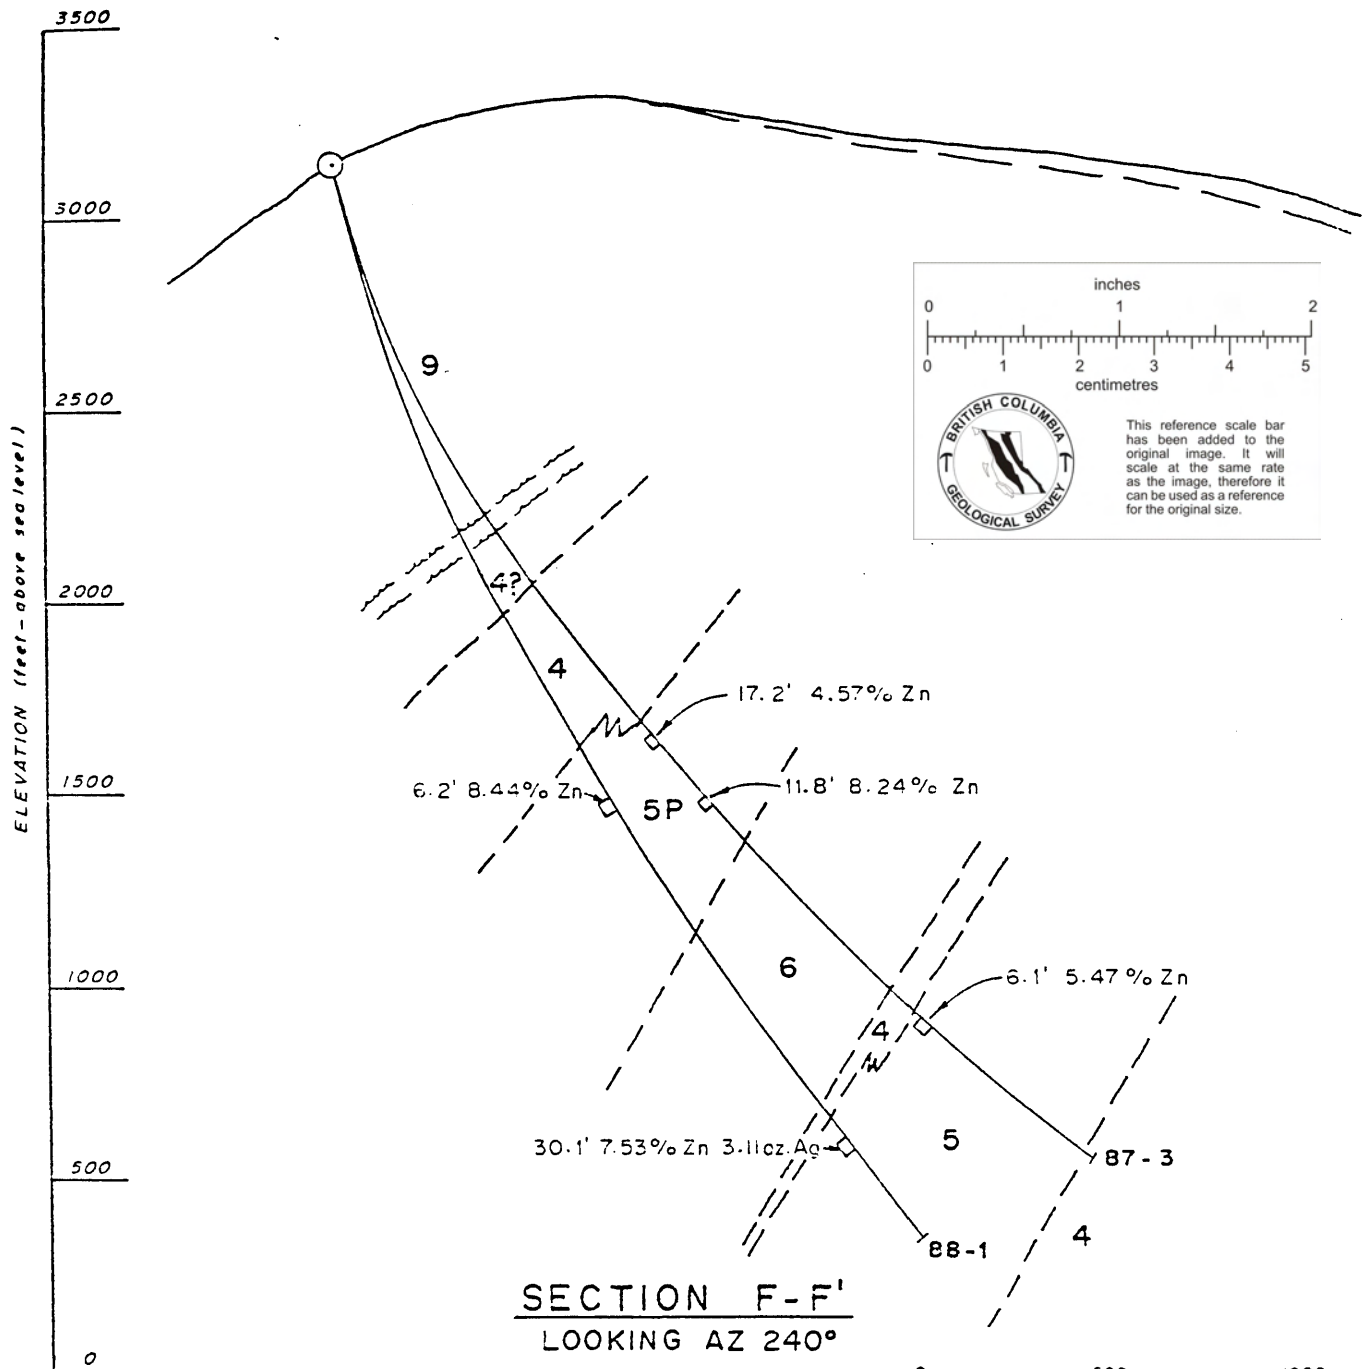 3500
3000
2500
2000
1500
1000
500
0
ELEVATION (feet-above sea level)
inches
0 1 2
0 1 2 3 4 5
centimetres
BRITISH COLUMBIA
GEOLOGICAL SURVEY
This reference scale bar
has been added to the
original image. It will
scale at the same rate
as the image, therefore it
can be used as a reference
for the original size.
9
4?
4
17.2' 4.57% Zn
6.2' 8.44% Zn
11.8' 8.24% Zn
5P
6
6.1' 5.47% Zn
4
30.1' 7.53% Zn 3.11oz. Ag
5
87-3
4
88-1
SECTION F-F'
LOOKING AZ 240°